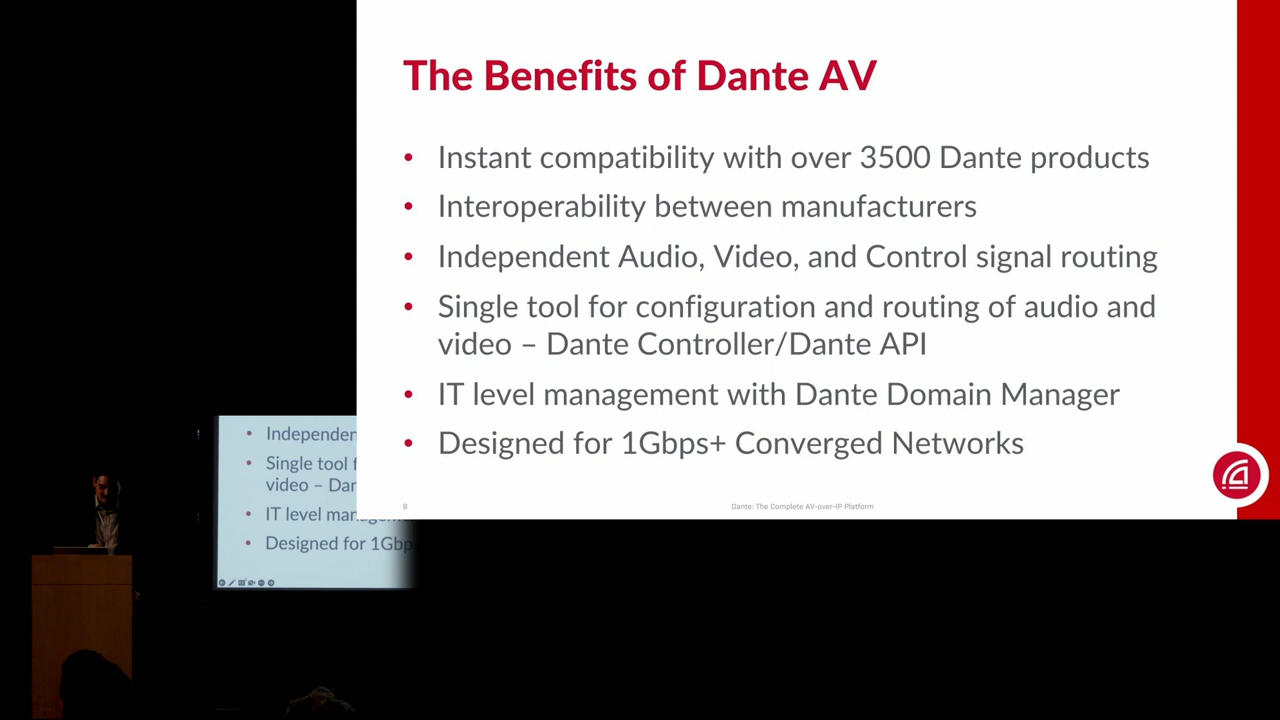 The Benefits of Dante AV
• Instant compatibility with over 3500 Dante products
• Interoperability between manufacturers
• Independent Audio, Video, and Control signal routing
• Single tool for configuration and routing of audio and
video – Dante Controller/Dante API
• IT level management with Dante Domain Manager
• Designed for 1Gbps+ Converged Networks
8
Dante: The Complete AV-over-IP Platform
• Independen
• Single tool f
video – Dan
• IT level managem
• Designed for 1Gbp